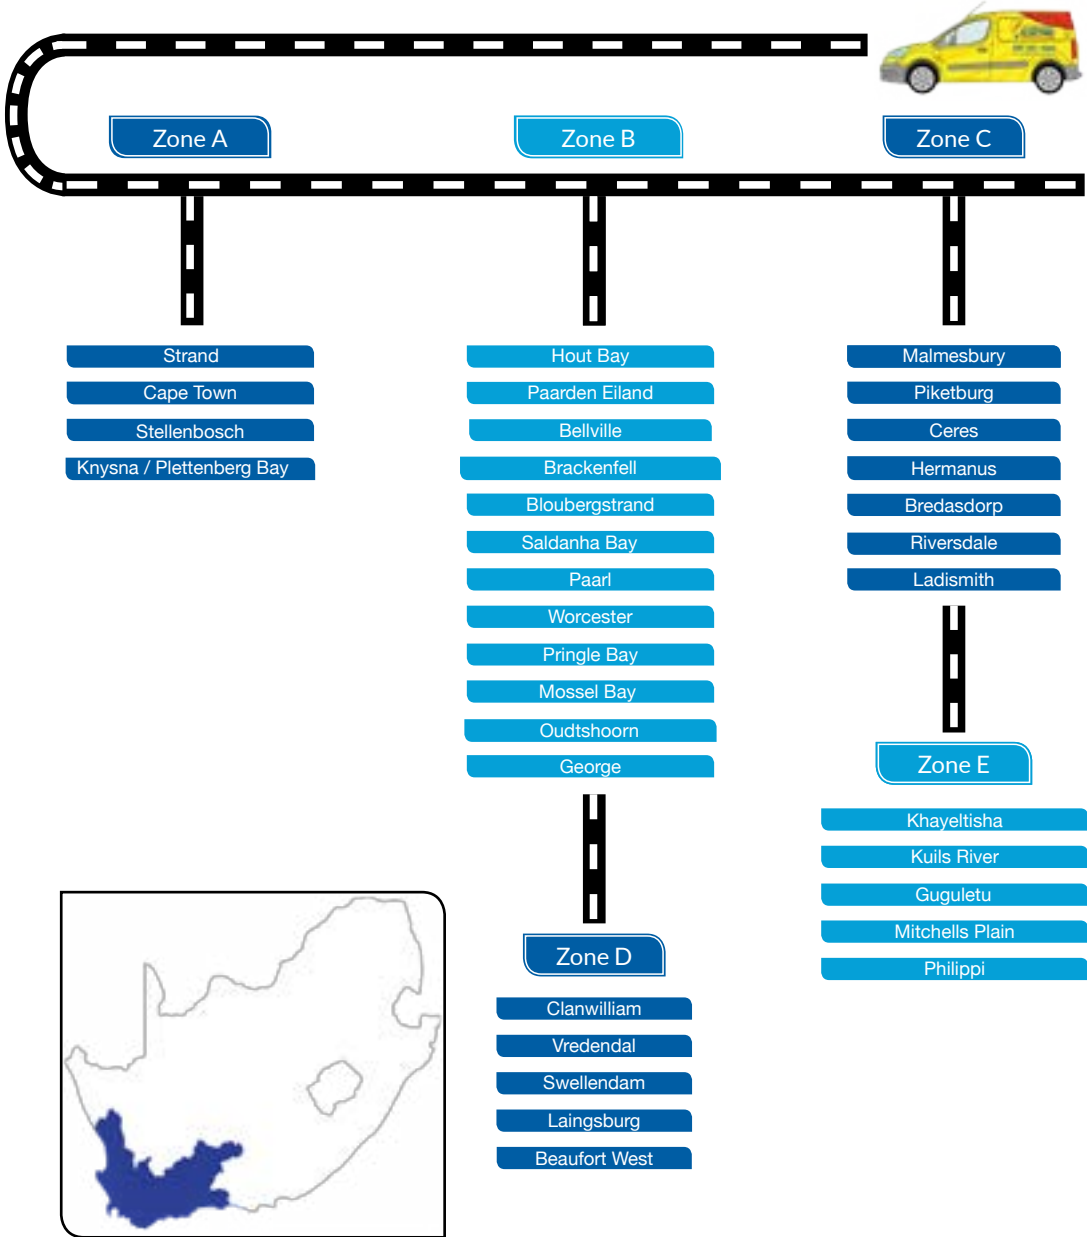 Zone A
Zone B
Zone C
Strand
Cape Town
Stellenbosch
Knysna / Plettenberg Bay
Hout Bay
Paarden Eiland
Bellville
Brackenfell
Bloubergstrand
Saldanha Bay
Paarl
Worcester
Pringle Bay
Mossel Bay
Oudtshoorn
George
Malmesbury
Piketburg
Ceres
Hermanus
Bredasdorp
Riversdale
Ladismith
Zone D
Clanwilliam
Vredendal
Swellendam
Laingsburg
Beaufort West
Zone E
Khayeltisha
Kuils River
Guguletu
Mitchells Plain
Philippi